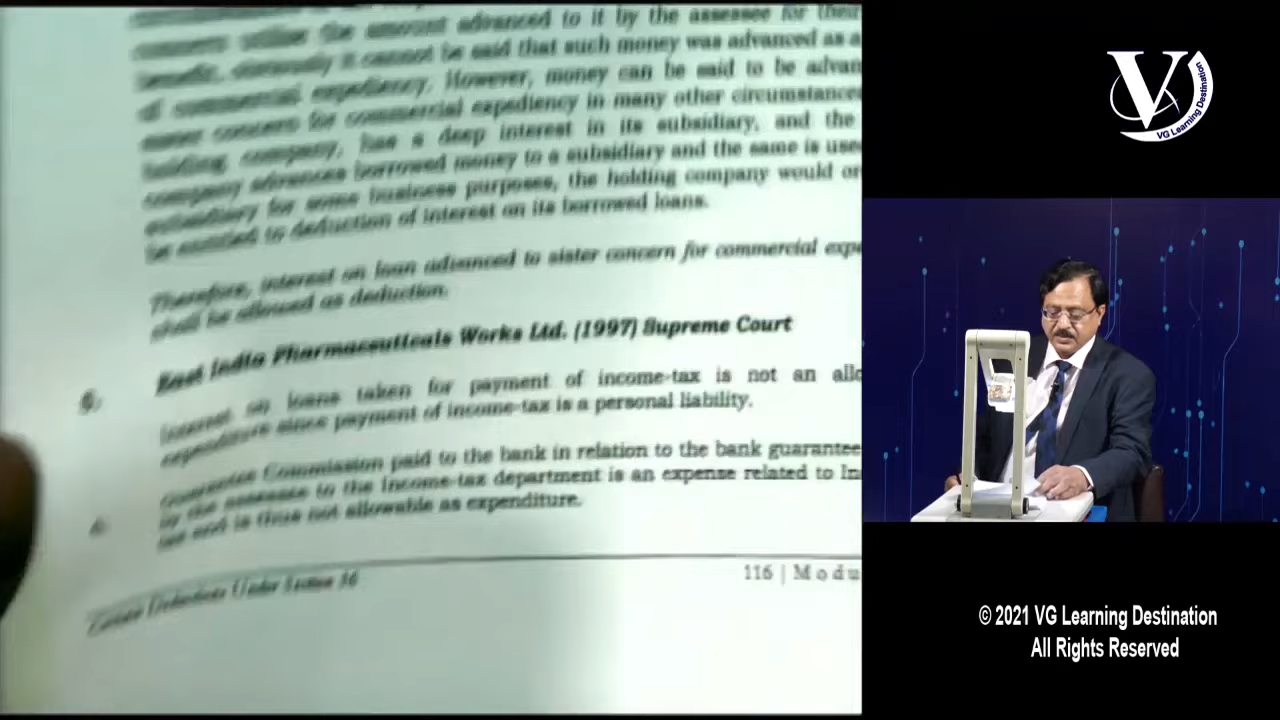 concern utilise the amount advanced to it by the assessee for their
benefit, obviously it cannot be said that such money was advanced as a
of commercial expediency. However, money can be said to be advan
sister concern for commercial expediency in many other circumstance
holding company, has a deep interest in its subsidiary, and the
company advances borrowed money to a subsidiary and the same is use
subsidiary for some business purposes, the holding company would or
be entitled to deduction of interest on its borrowed loans.
Therefore, interest on loan advanced to sister concern for commercial expe
shall be allowed as deduction.
East India Pharmaceuticals Works Ltd. (1997) Supreme Court
Interest on loans taken for payment of income-tax is not an allo
expenditure since payment of income-tax is a personal liability.
Guarantee Commission paid to the bank in relation to the bank guarantee
by the assessee to the Income-tax department is an expense related to In
tax and is thus not allowable as expenditure.
Certain Deductions Under Section 36
116 | Modu
V
VG Learning Destination
© 2021 VG Learning Destination
All Rights Reserved